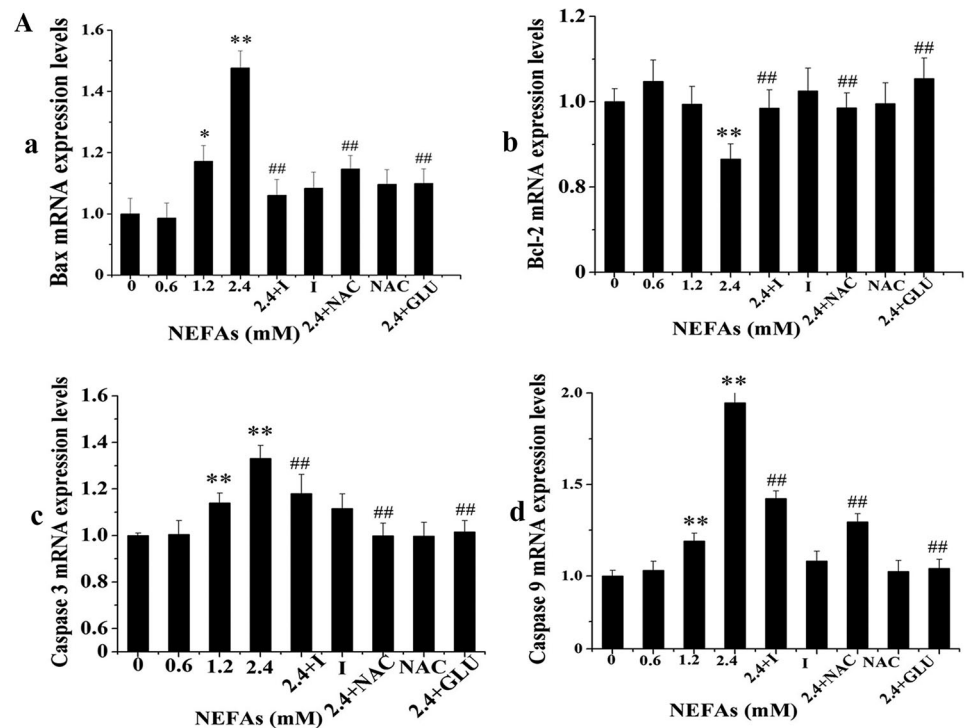 A
a
Bax mRNA expression levels
1.6
1.4
1.2
1.0
0
*
**
##
##
##
0 0.6 1.2 2.4 2.4+I I 2.4+NAC NAC 2.4+GLU
NEFAs (mM)
b
Bcl-2 mRNA expression levels
1.2
1.0
0.8
0
**
##
##
##
0 0.6 1.2 2.4 2.4+I I 2.4+NAC NAC 2.4+GLU
NEFAs (mM)
c
Caspase 3 mRNA expression levels
1.6
1.4
1.2
1.0
0.8
0.6
**
**
##
##
##
0 0.6 1.2 2.4 2.4+I I 2.4+NAC NAC 2.4+GLU
NEFAs (mM)
d
Caspase 9 mRNA expression levels
2.0
1.5
1.0
0
**
**
##
##
##
0 0.6 1.2 2.4 2.4+I I 2.4+NAC NAC 2.4+GLU
NEFAs (mM)